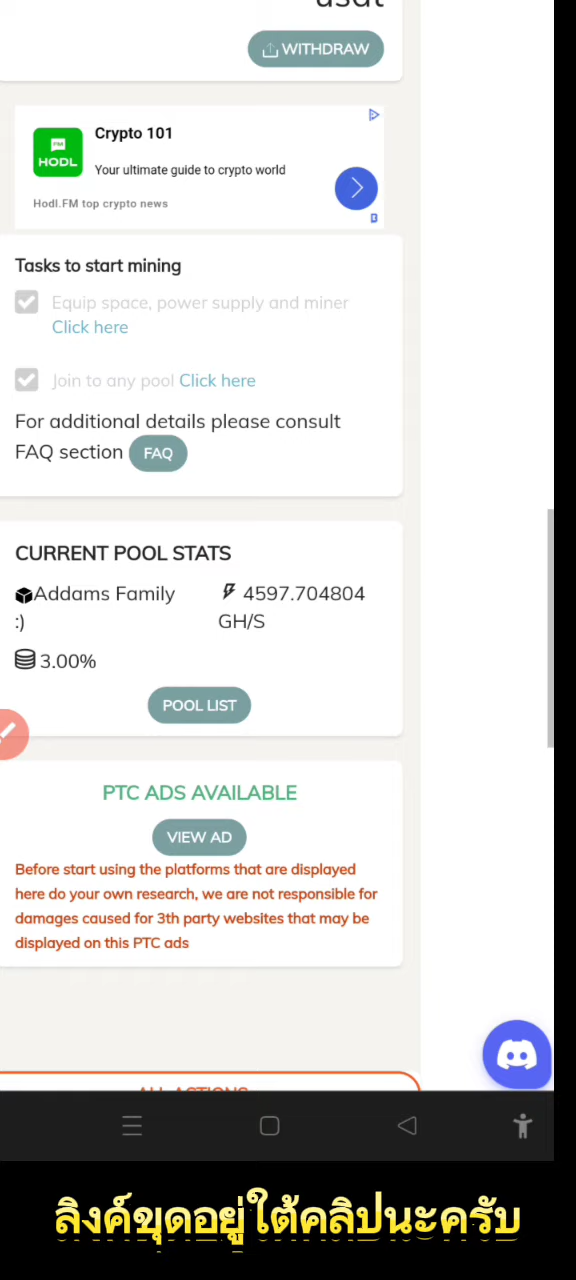 usdt
WITHDRAW
Crypto 101
HODL
FM
Your ultimate guide to crypto world
Hodl.FM top crypto news
Tasks to start mining
Equip space, power supply and miner
Click here
Join to any pool Click here
For additional details please consult
FAQ section FAQ
CURRENT POOL STATS
Addams Family
:)
4597.704804
GH/S
3.00%
POOL LIST
PTC ADS AVAILABLE
VIEW AD
Before start using the platforms that are displayed
here do your own research, we are not responsible for
damages caused for 3th party websites that may be
displayed on this PTC ads
ALL ACTIONS
ลิงค์ขุดอยู่ใต้คลิปนะครับ